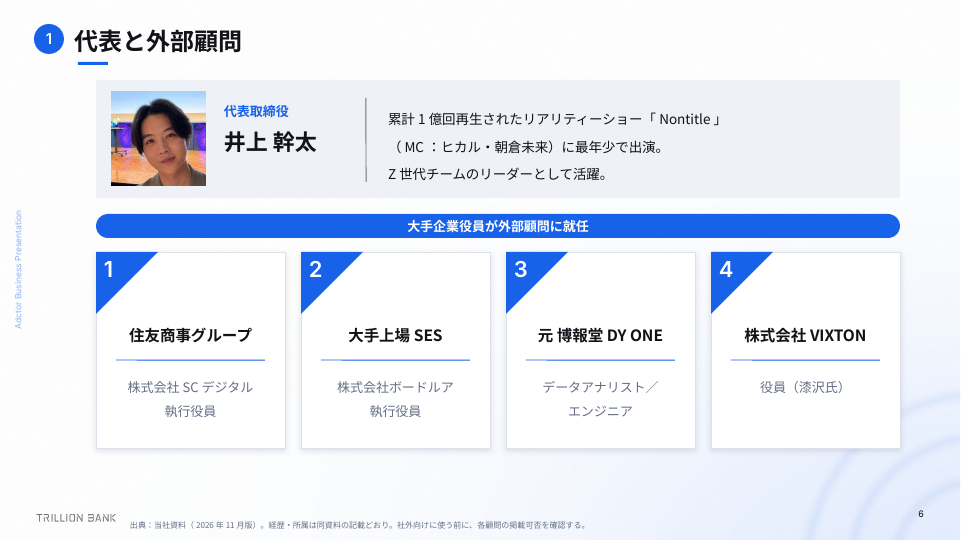 1 代表と外部顧問
代表取締役
井上 幹太
累計 1 億回再生されたリアリティーショー「 Nontitle 」
（ MC ：ヒカル・朝倉未来）に最年少で出演。
Z 世代チームのリーダーとして活躍。
大手企業役員が外部顧問に就任
1
住友商事グループ
株式会社 SC デジタル
執行役員
2
大手上場 SES
株式会社ボードルア
執行役員
3
元 博報堂 DY ONE
データアナリスト／
エンジニア
4
株式会社 VIXTON
役員（漆沢氏）
Adctor Business Presentation
TRILLION BANK
出典：当社資料（ 2026 年 11 月版）。経歴・所属は同資料の記載どおり。社外向けに使う前に、各顧問の掲載可否を確認する。
6